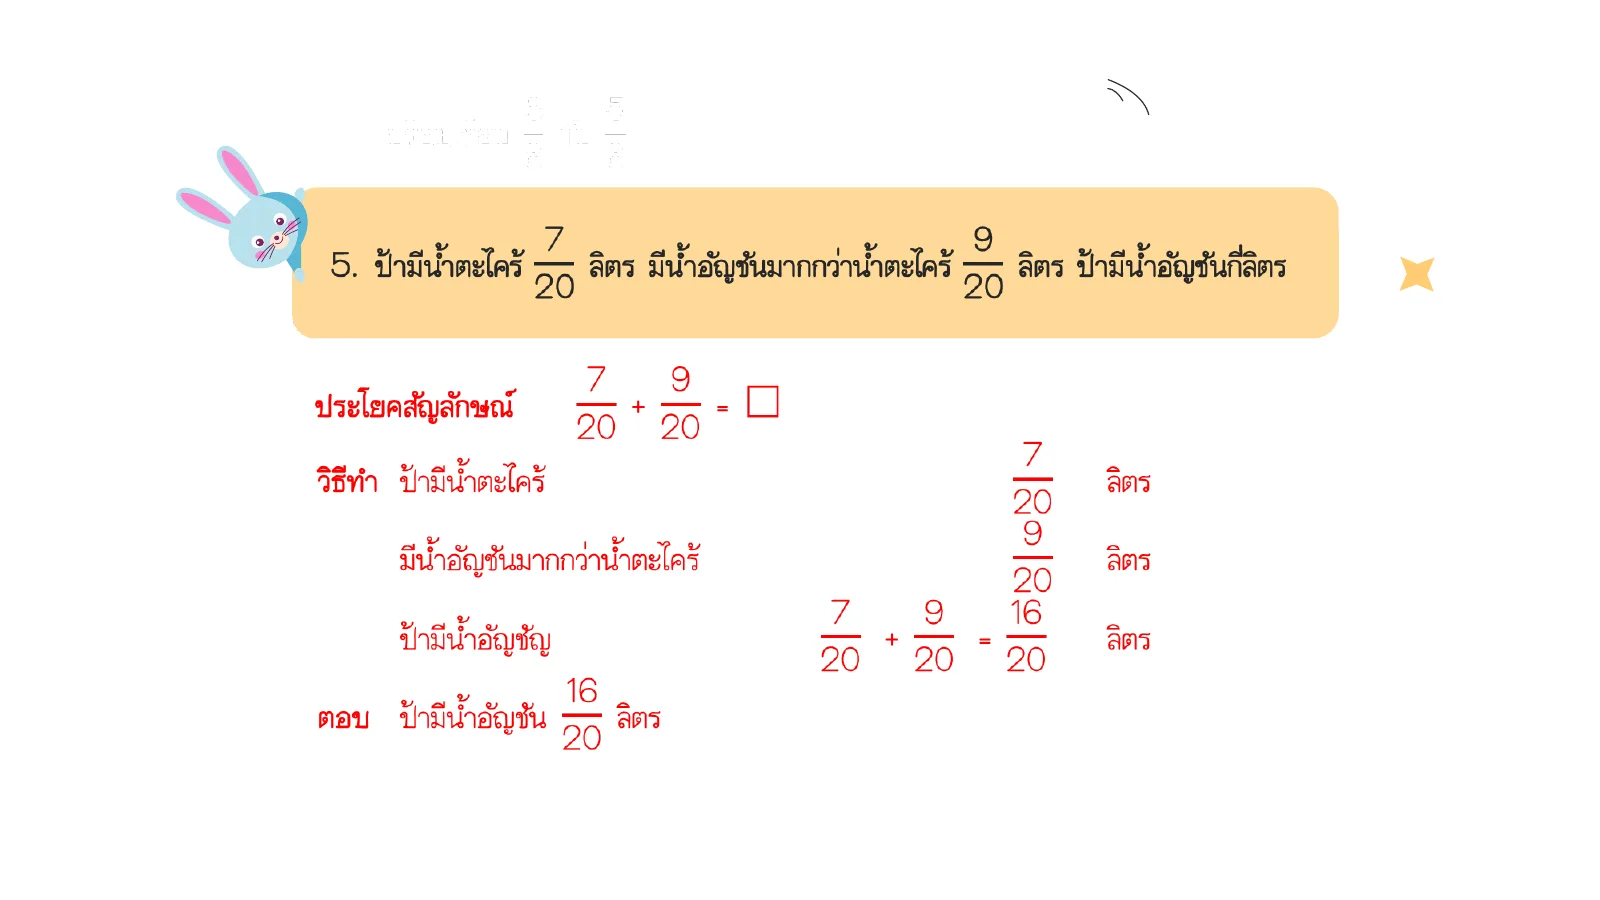 5. ป้ามีน้ำตะไคร้ 7/20 ลิตร มีน้ำอัญชันมากกว่าน้ำตะไคร้ 9/20 ลิตร ป้ามีน้ำอัญชันกี่ลิตร
ประโยคสัญลักษณ์ 7/20 + 9/20 = □
วิธีทำ ป้ามีน้ำตะไคร้ 7/20 ลิตร
มีน้ำอัญชันมากกว่าน้ำตะไคร้ 9/20 ลิตร
ป้ามีน้ำอัญชัญ 7/20 + 9/20 = 16/20 ลิตร
ตอบ ป้ามีน้ำอัญชัน 16/20 ลิตร